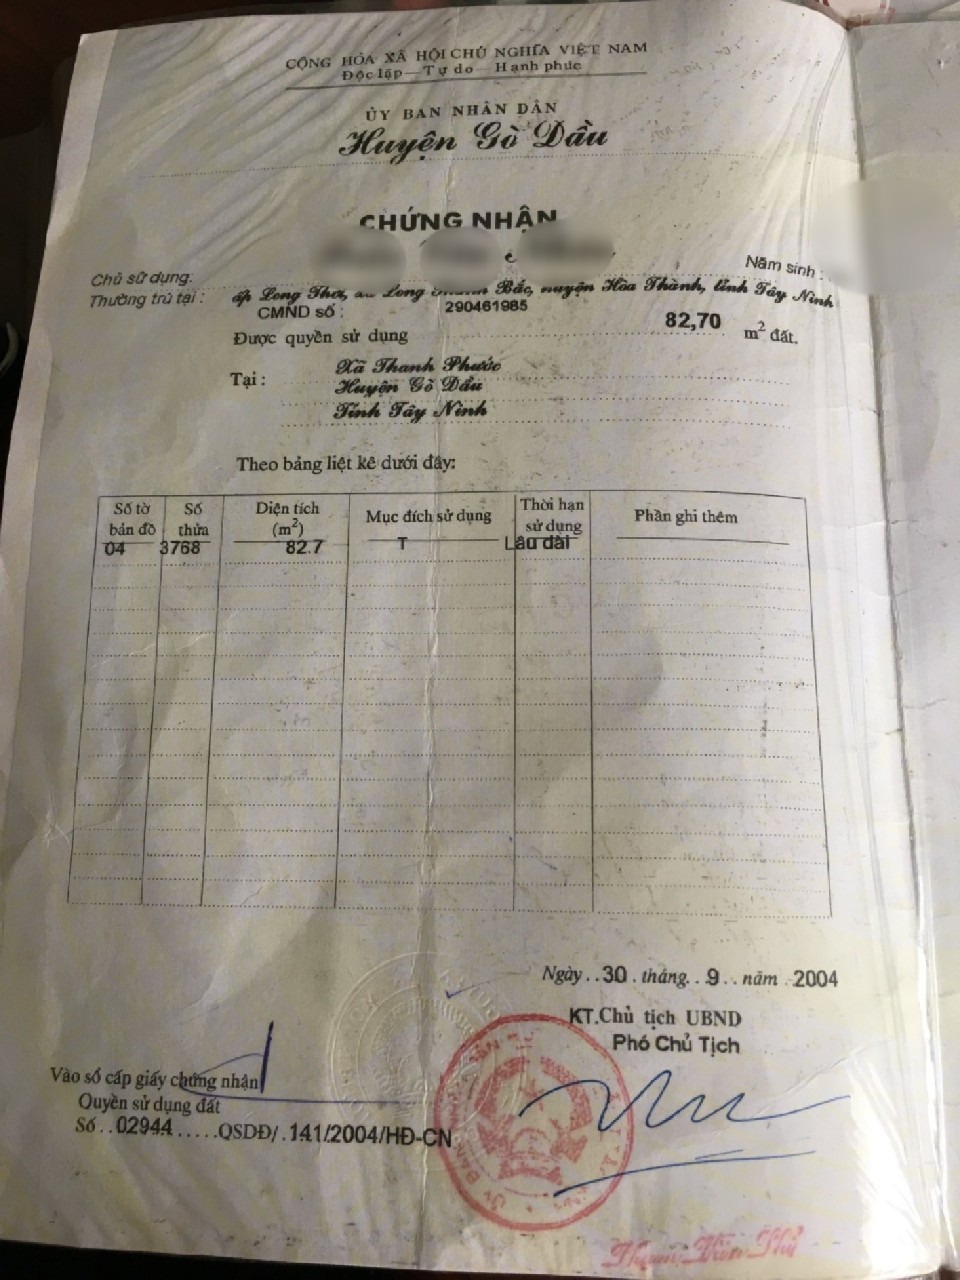 CỘNG HÒA XÃ HỘI CHỦ NGHĨA VIỆT NAM
Độc lập — Tự do — Hạnh phúc
ỦY BAN NHÂN DÂN
Huyện Gò Dầu
CHỨNG NHẬN
Chủ sử dụng: Năm sinh :
Thường trú tại : ấp Long Thới, Long Bắc, huyện Hòa Thành, tỉnh Tây Ninh
CMND số : 290461985
Được quyền sử dụng 82,70 m² đất.
Tại : Xã Thanh Phước
Huyện Gò Dầu
Tỉnh Tây Ninh
Theo bảng liệt kê dưới đây:
Số tờ bản đồ Số thửa Diện tích (m²) Mục đích sử dụng Thời hạn sử dụng Phần ghi thêm
04 3768 82.7 T Lâu dài
Ngày . . 30 . tháng. . 9 . . năm . 2004
KT.Chủ tịch UBND
Phó Chủ Tịch
Vào sổ cấp giấy chứng nhận
Quyền sử dụng đất
Số . . 02944 . . . . . QSDĐ/ . 141/2004/HĐ-CN